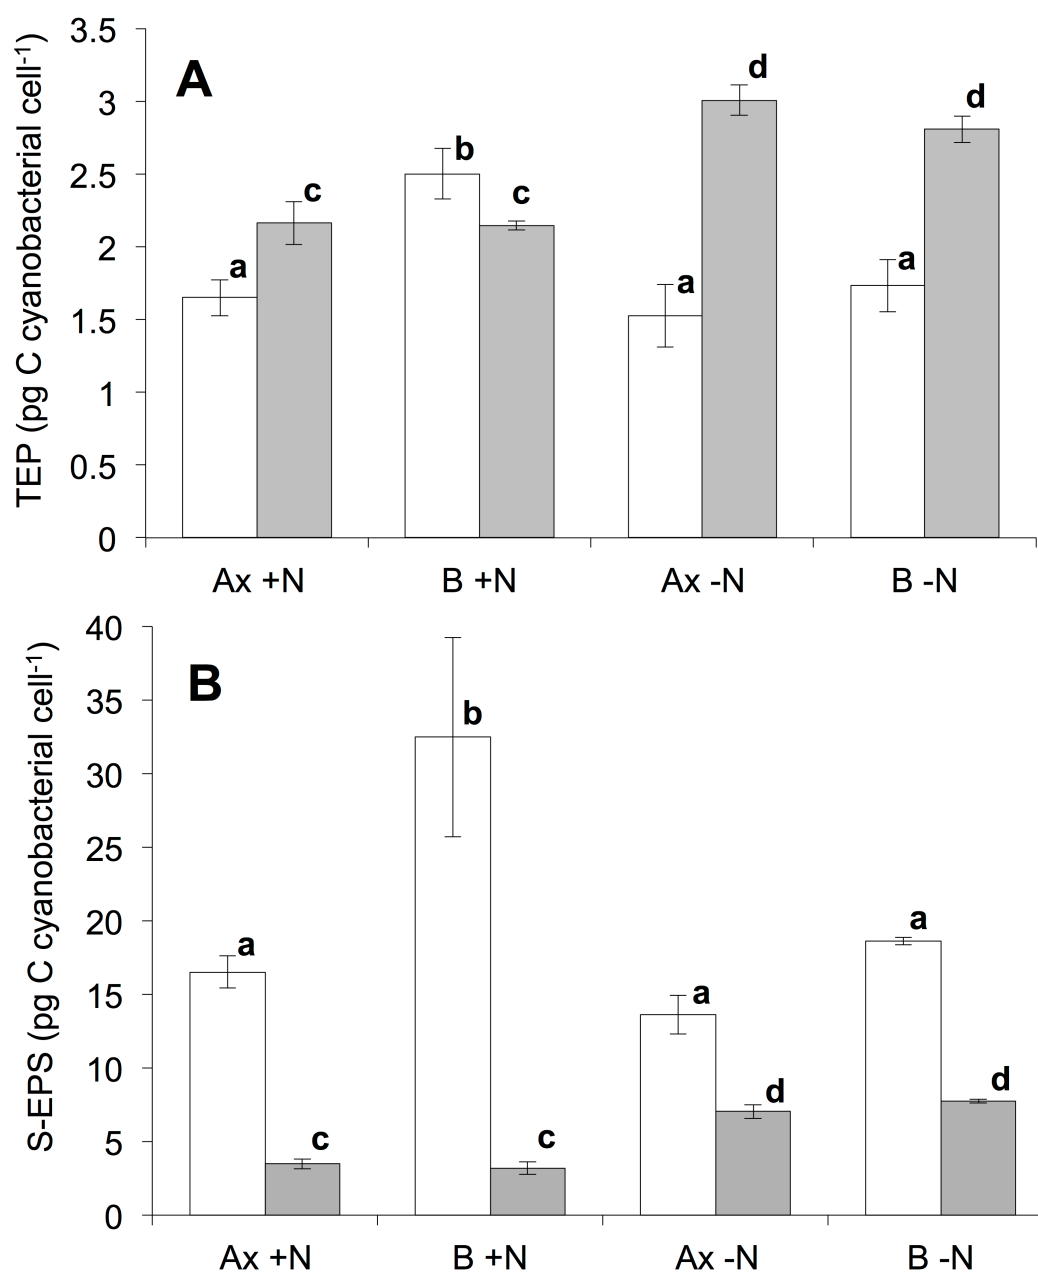 A
TEP (pg C cyanobacterial cell-1)
3.5
3
2.5
2
1.5
1
0.5
0
a
c
b
c
a
d
a
d
Ax +N
B +N
Ax -N
B -N
B
S-EPS (pg C cyanobacterial cell-1)
40
35
30
25
20
15
10
5
0
a
c
b
c
a
d
a
d
Ax +N
B +N
Ax -N
B -N